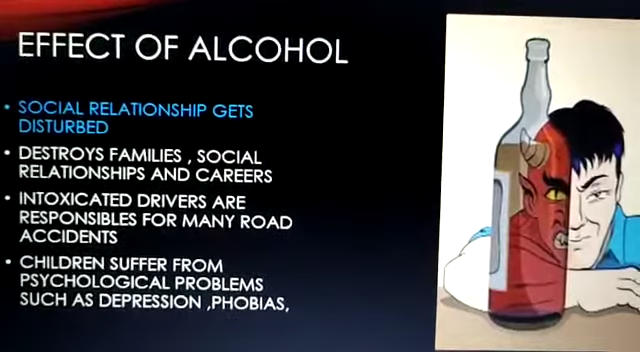 EFFECT OF ALCOHOL
• SOCIAL RELATIONSHIP GETS
DISTURBED
• DESTROYS FAMILIES , SOCIAL
RELATIONSHIPS AND CAREERS
• INTOXICATED DRIVERS ARE
RESPONSIBLES FOR MANY ROAD
ACCIDENTS
• CHILDREN SUFFER FROM
PSYCHOLOGICAL PROBLEMS
SUCH AS DEPRESSION ,PHOBIAS,